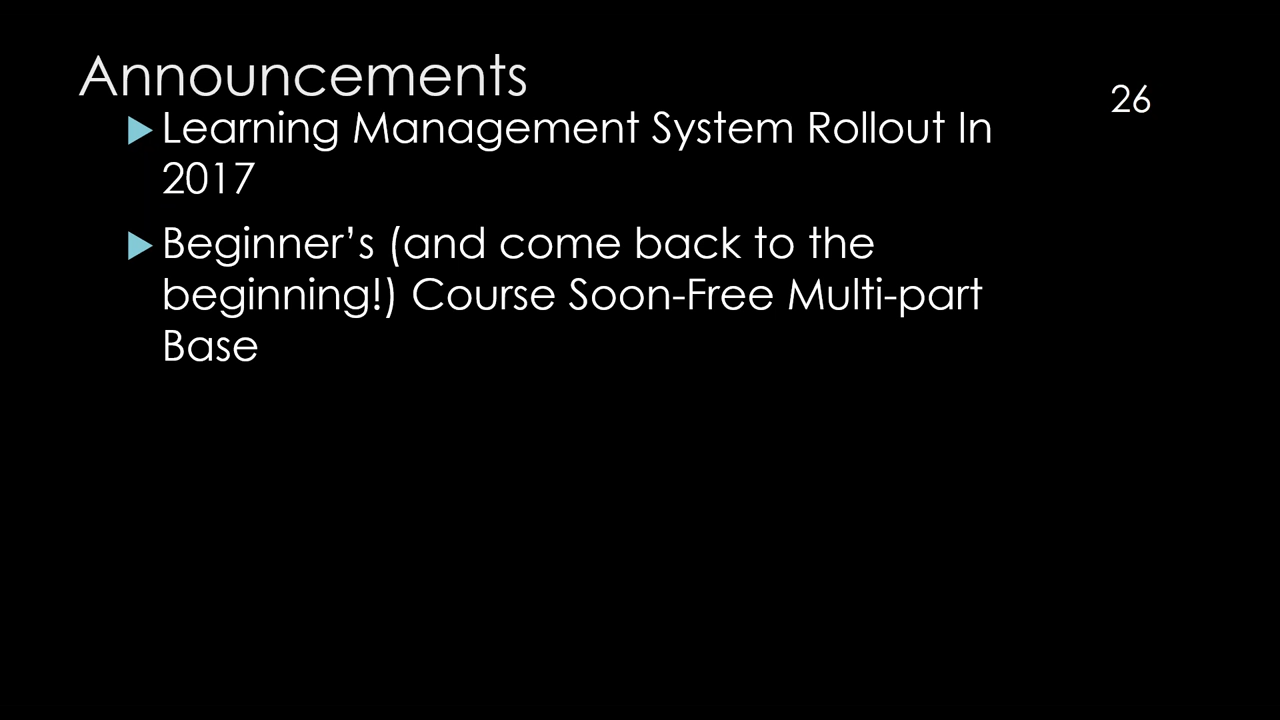 Announcements
26
Learning Management System Rollout In
2017
Beginner’s (and come back to the
beginning!) Course Soon-Free Multi-part
Base